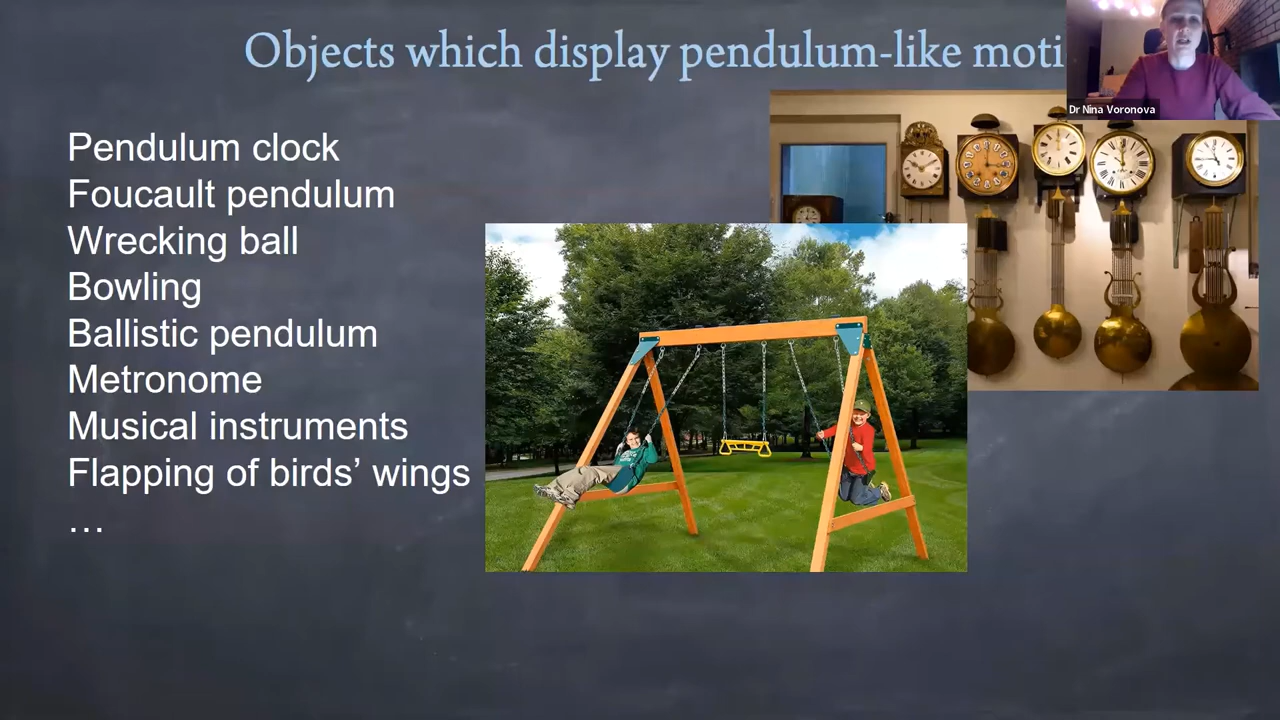 Objects which display pendulum-like moti
Dr Nina Voronova
Pendulum clock
Foucault pendulum
Wrecking ball
Bowling
Ballistic pendulum
Metronome
Musical instruments
Flapping of birds’ wings
…